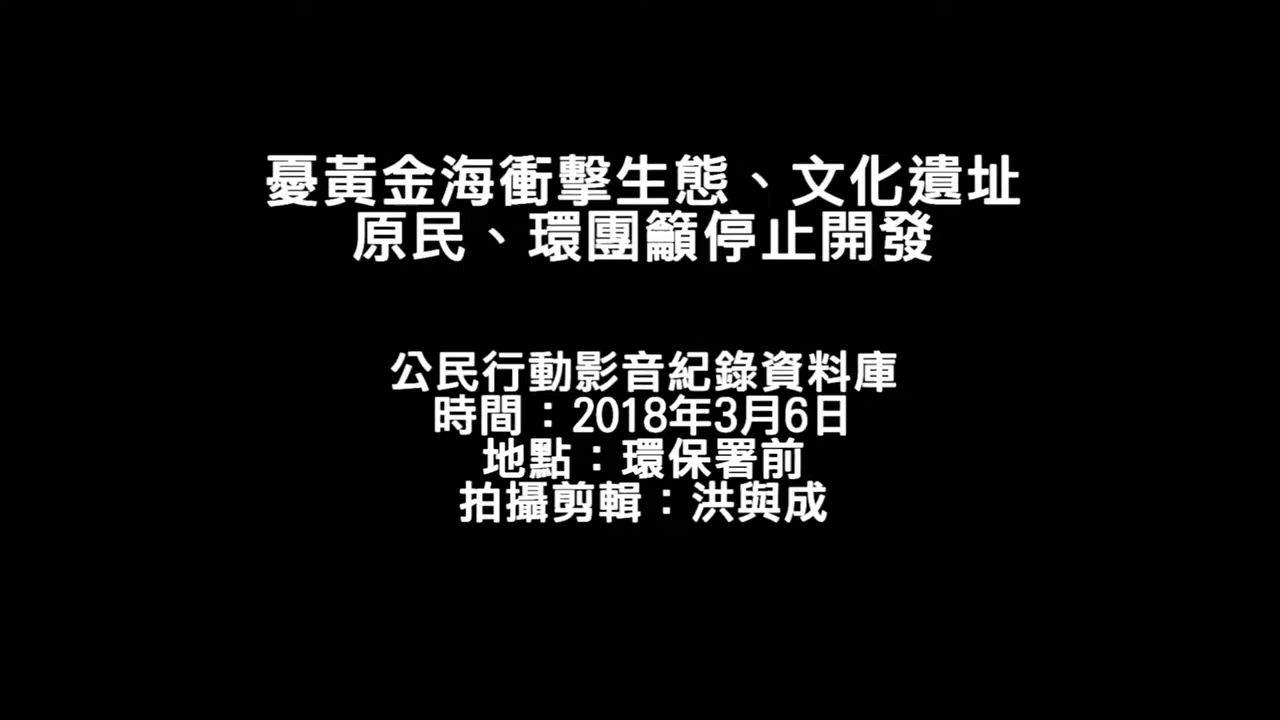 憂黃金海衝擊生態、文化遺址
原民、環團籲停止開發
公民行動影音紀錄資料庫
時間：2018年3月6日
地點：環保署前
拍攝剪輯：洪與成